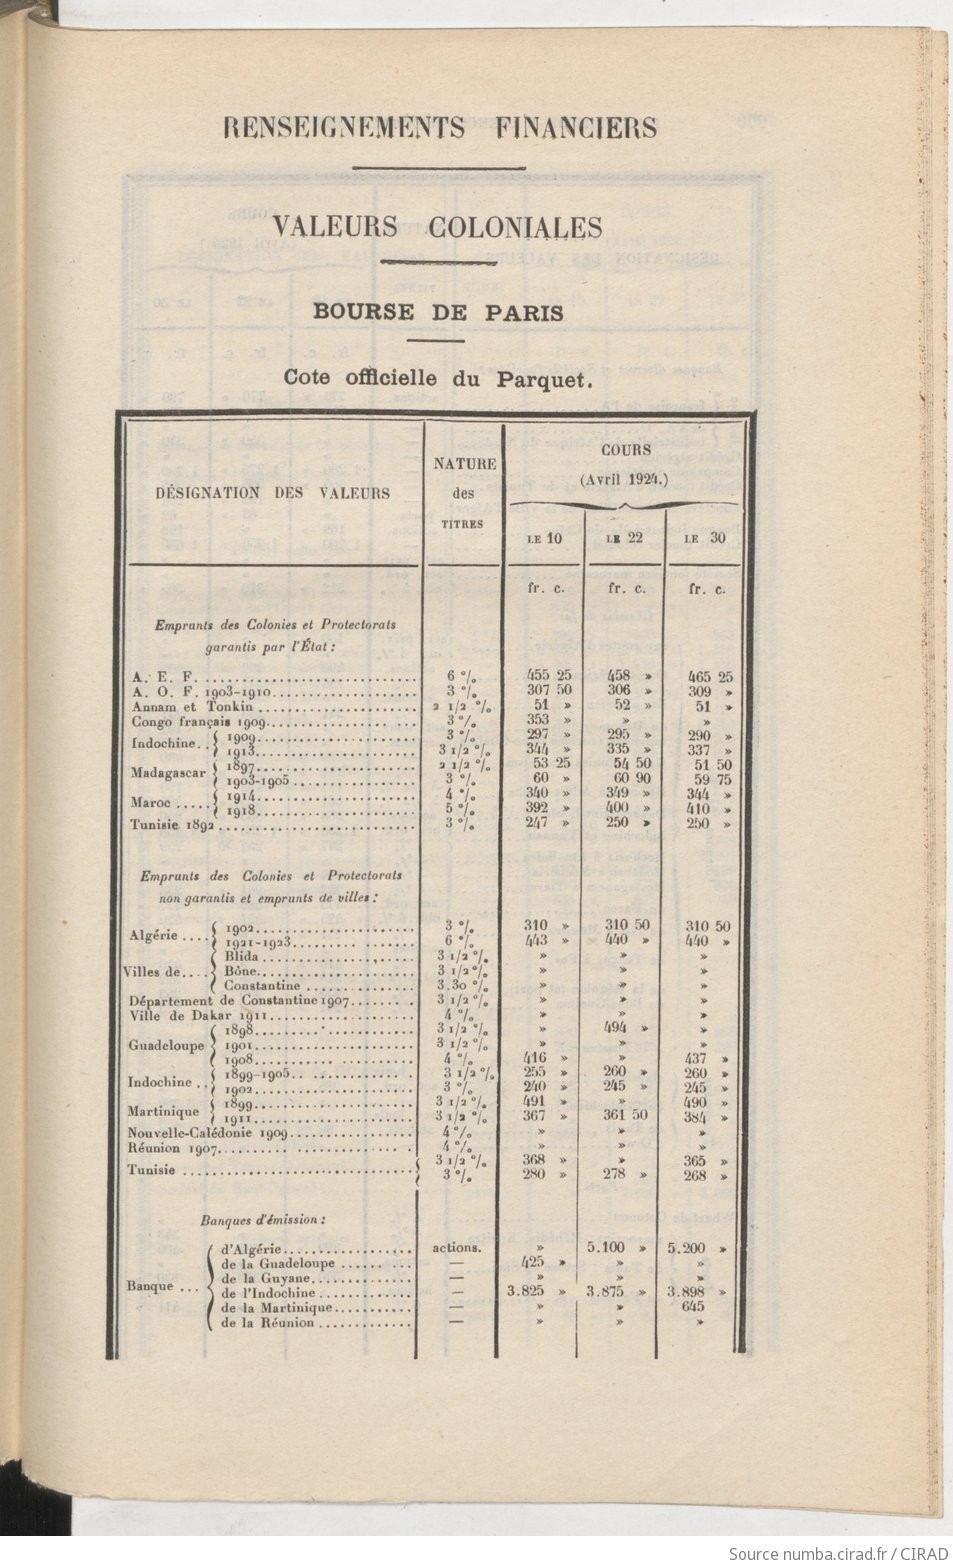 RENSEIGNEMENTS FINANCIERS
VALEURS COLONIALES
BOURSE DE PARIS
Cote officielle du Parquet.
DÉSIGNATION DES VALEURS
NATURE
des
TITRES
COURS
(Avril 1924.)
LE 10 LE 22 LE 30
fr. c. fr. c. fr. c.
Emprunts des Colonies et Protectorats
garantis par l'État :
A. E. F. 6 % 455 25 458 » 465 25
A. O. F. 1903-1910 3 % 307 50 306 » 309 »
Annam et Tonkin 2 1/2 % 51 » 52 » 51 »
Congo français 1909 3 % 353 » » »
Indochine { 1909 3 % 297 » 295 » 290 »
1913 3 1/2 % 344 » 335 » 337 »
Madagascar { 1897 2 1/2 % 53 25 54 50 51 50
1903-1905 3 % 60 » 60 90 59 75
Maroc { 1914 4 % 340 » 349 » 344 »
1918 5 % 392 » 400 » 410 »
Tunisie 1892 3 % 247 » 250 » 250 »
Emprunts des Colonies et Protectorats
non garantis et emprunts de villes :
Algérie { 1902 3 % 310 » 310 50 310 50
1921-1923 6 % 443 » 440 » 440 »
Villes de { Blida 3 1/2 % » » »
Bône 3 1/2 % » » »
Constantine 3.30 % » » »
Département de Constantine 1907 3 1/2 % » » »
Ville de Dakar 1911 4 % » » »
Guadeloupe { 1898 3 1/2 % » 494 » »
1901 3 1/2 % » » »
1908 4 % 416 » » 437 »
Indochine { 1899-1905 3 1/2 % 255 » 260 » 260 »
1902 3 % 240 » 245 » 245 »
Martinique { 1899 3 1/2 % 491 » » 490 »
1911 3 1/2 % 367 » 361 50 384 »
Nouvelle-Calédonie 1909 4 % » » »
Réunion 1907 4 % » » »
Tunisie { 3 1/2 % 368 » » 365 »
3 % 280 » 278 » 268 »
Banques d'émission :
Banque { d'Algérie actions. » 5.100 » 5.200 »
de la Guadeloupe — 425 » » »
de la Guyane — » » »
de l'Indochine — 3.825 » 3.875 » 3.898 »
de la Martinique — » » 645
de la Réunion — » » »
Source numba.cirad.fr / CIRAD